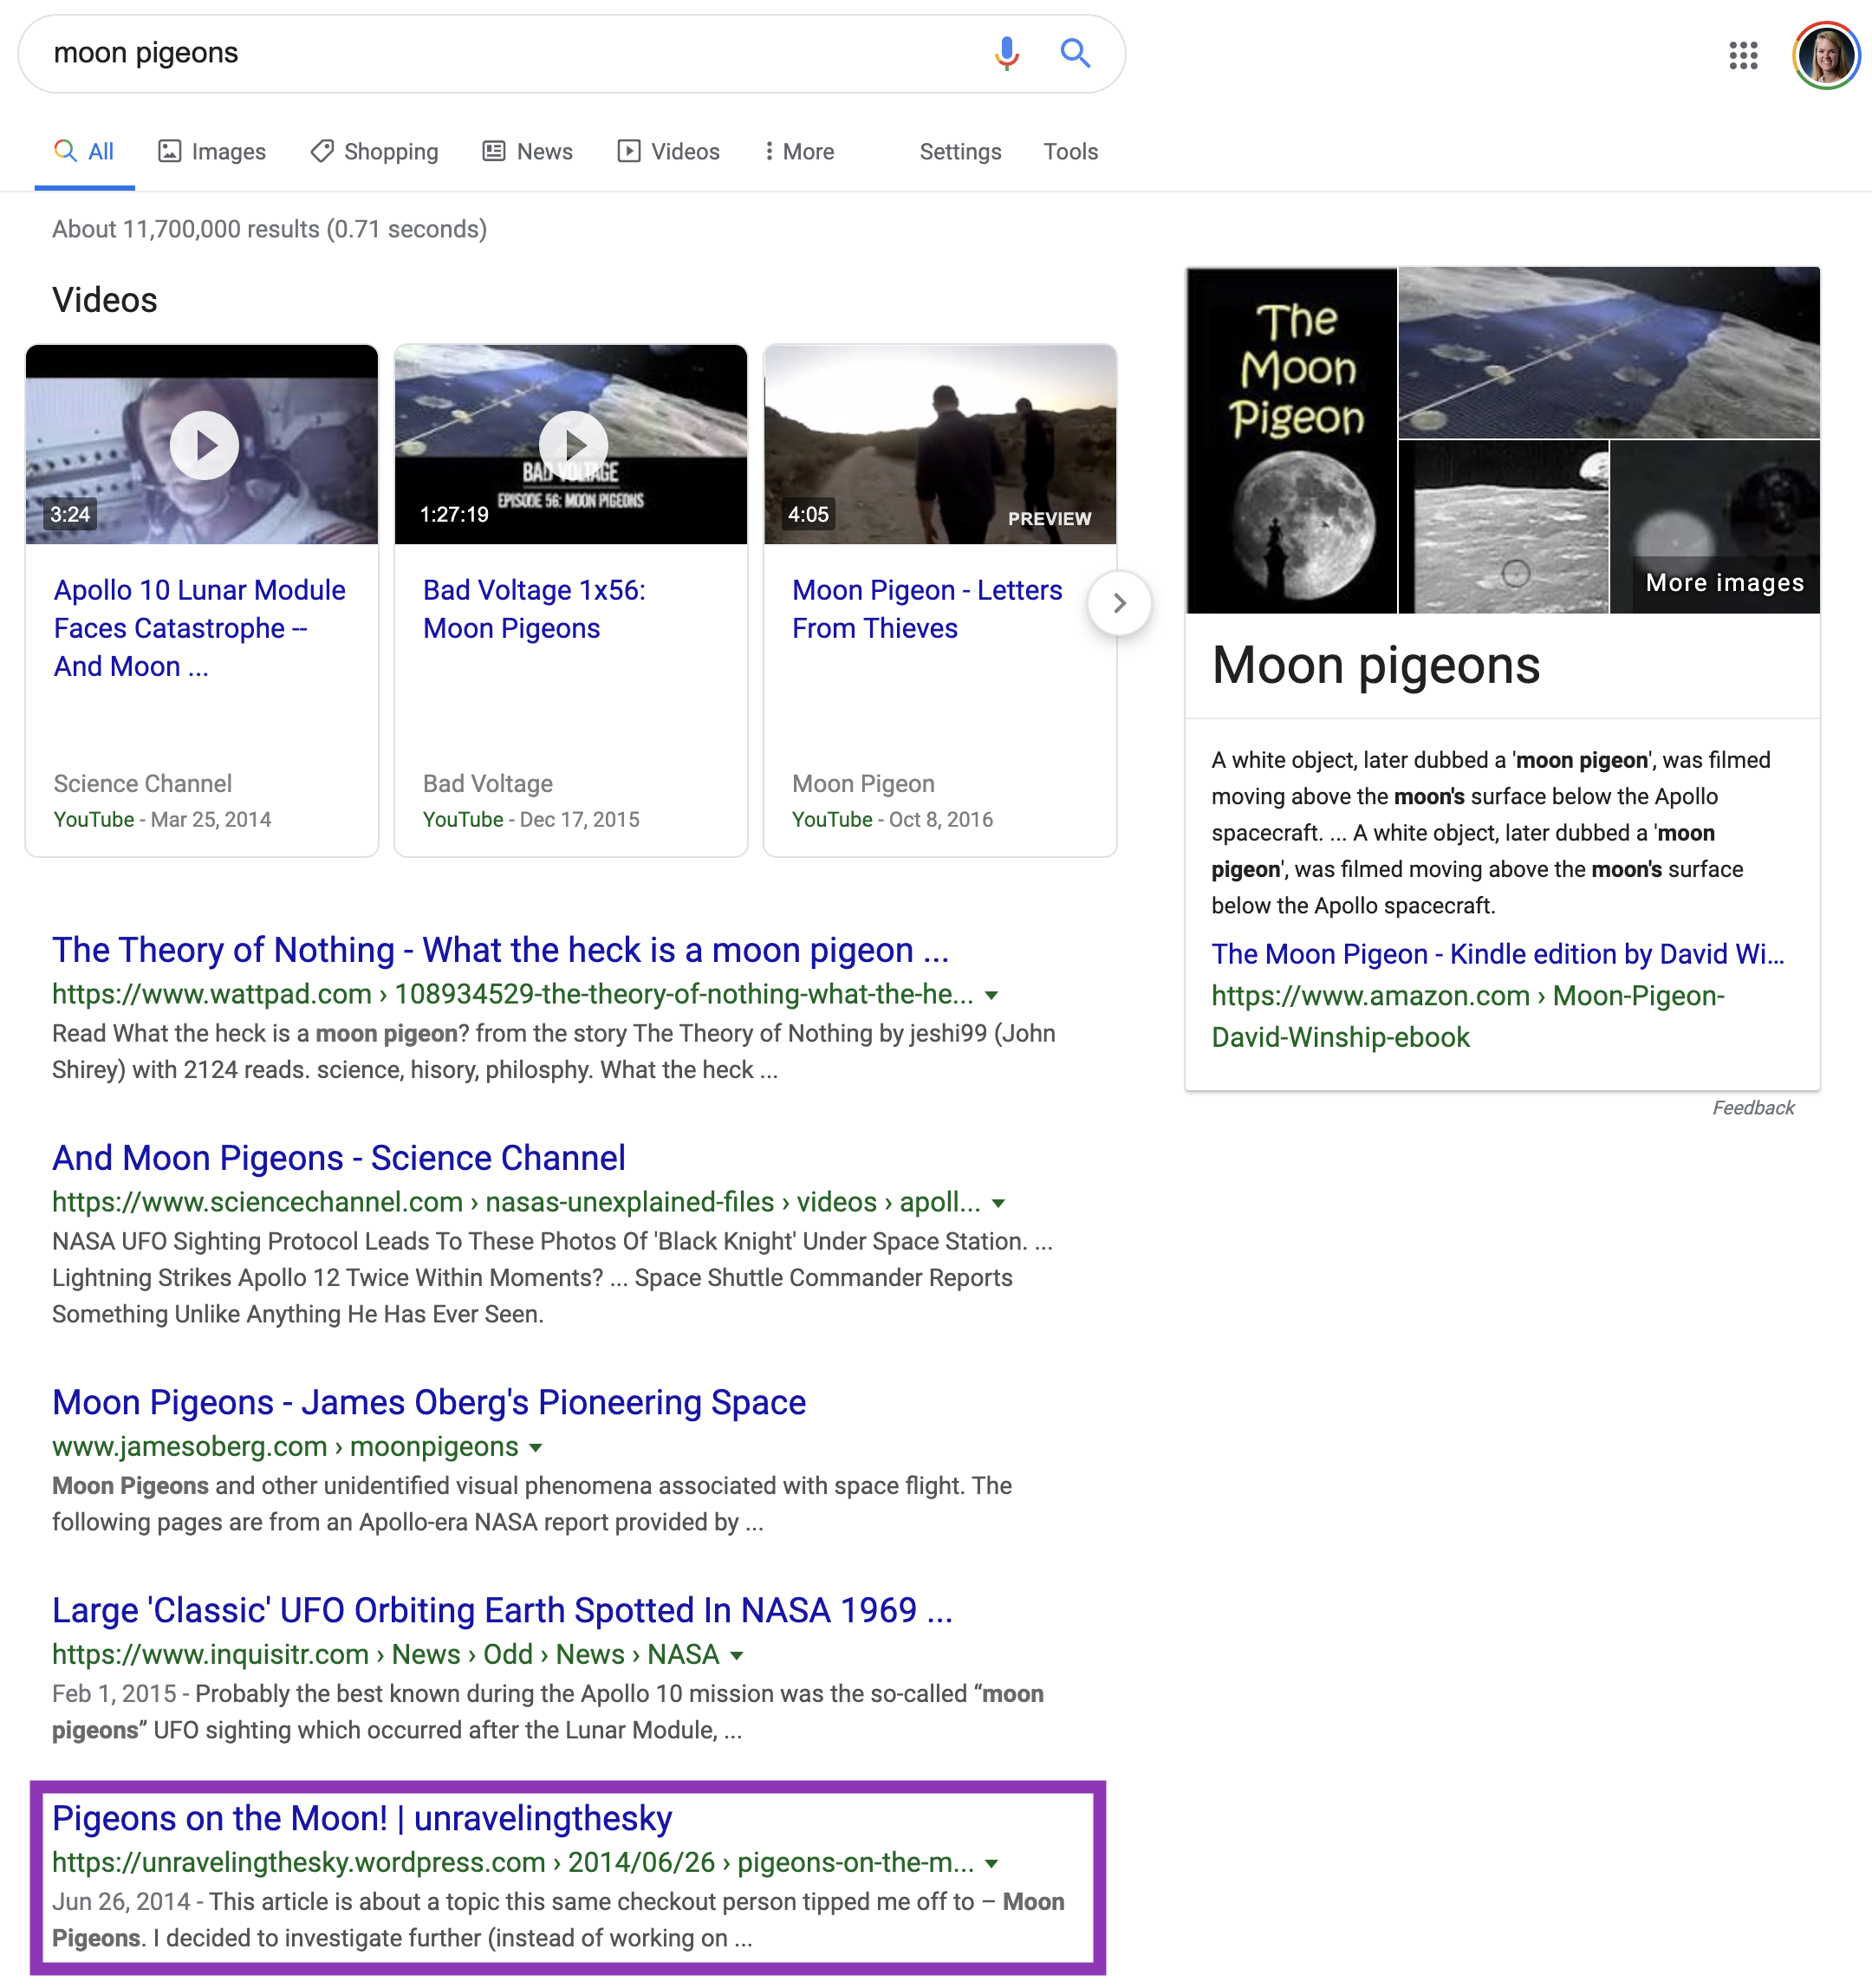 moon pigeons
All Images Shopping News Videos More Settings Tools
About 11,700,000 results (0.71 seconds)
Videos
3:24
BAD VOLTAGE
EPISODE 56: MOON PIGEONS
1:27:19
4:05
PREVIEW
Apollo 10 Lunar Module
Faces Catastrophe --
And Moon ...
Science Channel
YouTube - Mar 25, 2014
Bad Voltage 1x56:
Moon Pigeons
Bad Voltage
YouTube - Dec 17, 2015
Moon Pigeon - Letters
From Thieves
Moon Pigeon
YouTube - Oct 8, 2016
The Theory of Nothing - What the heck is a moon pigeon ...
https://www.wattpad.com › 108934529-the-theory-of-nothing-what-the-he...
Read What the heck is a moon pigeon? from the story The Theory of Nothing by jeshi99 (John
Shirey) with 2124 reads. science, hisory, philosphy. What the heck ...
And Moon Pigeons - Science Channel
https://www.sciencechannel.com › nasas-unexplained-files › videos › apoll...
NASA UFO Sighting Protocol Leads To These Photos Of 'Black Knight' Under Space Station. ...
Lightning Strikes Apollo 12 Twice Within Moments? ... Space Shuttle Commander Reports
Something Unlike Anything He Has Ever Seen.
Moon Pigeons - James Oberg's Pioneering Space
www.jamesoberg.com › moonpigeons
Moon Pigeons and other unidentified visual phenomena associated with space flight. The
following pages are from an Apollo-era NASA report provided by ...
Large 'Classic' UFO Orbiting Earth Spotted In NASA 1969 ...
https://www.inquisitr.com › News › Odd › News › NASA
Feb 1, 2015 - Probably the best known during the Apollo 10 mission was the so-called “moon
pigeons” UFO sighting which occurred after the Lunar Module, ...
Pigeons on the Moon! | unravelingthesky
https://unravelingthesky.wordpress.com › 2014/06/26 › pigeons-on-the-m...
Jun 26, 2014 - This article is about a topic this same checkout person tipped me off to – Moon
Pigeons. I decided to investigate further (instead of working on ...
The
Moon
Pigeon
More images
Moon pigeons
A white object, later dubbed a 'moon pigeon', was filmed
moving above the moon's surface below the Apollo
spacecraft. ... A white object, later dubbed a 'moon
pigeon', was filmed moving above the moon's surface
below the Apollo spacecraft.
The Moon Pigeon - Kindle edition by David Wi...
https://www.amazon.com › Moon-Pigeon-
David-Winship-ebook
Feedback